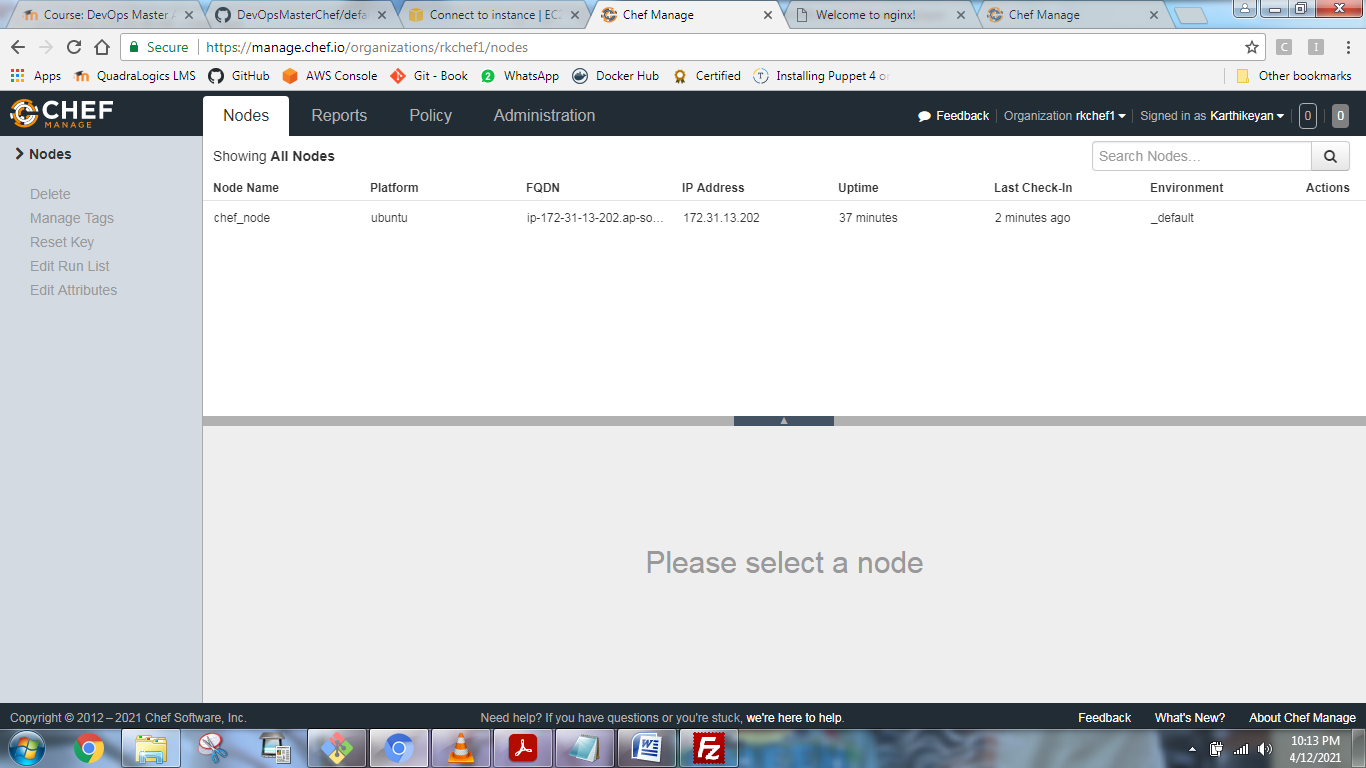 Course: DevOps Master A
DevOpsMasterChef/defa
Connect to instance | EC2
Chef Manage
Welcome to nginx!
Chef Manage
Secure https://manage.chef.io/organizations/rkchef1/nodes
C
I
Apps QuadraLogics LMS GitHub AWS Console Git - Book 2 WhatsApp Docker Hub Certified Installing Puppet 4 o Other bookmarks
CHEF
MANAGE
Nodes Reports Policy Administration
Feedback Organization rkchef1 Signed in as Karthikeyan 0 0
Nodes
Delete
Manage Tags
Reset Key
Edit Run List
Edit Attributes
Showing All Nodes
Search Nodes...
Node Name Platform FQDN IP Address Uptime Last Check-In Environment Actions
chef_node ubuntu ip-172-31-13-202.ap-so... 172.31.13.202 37 minutes 2 minutes ago _default
Please select a node
Copyright © 2012 – 2021 Chef Software, Inc. Need help? If you have questions or you're stuck, we're here to help. Feedback What's New? About Chef Manage
10:13 PM
4/12/2021